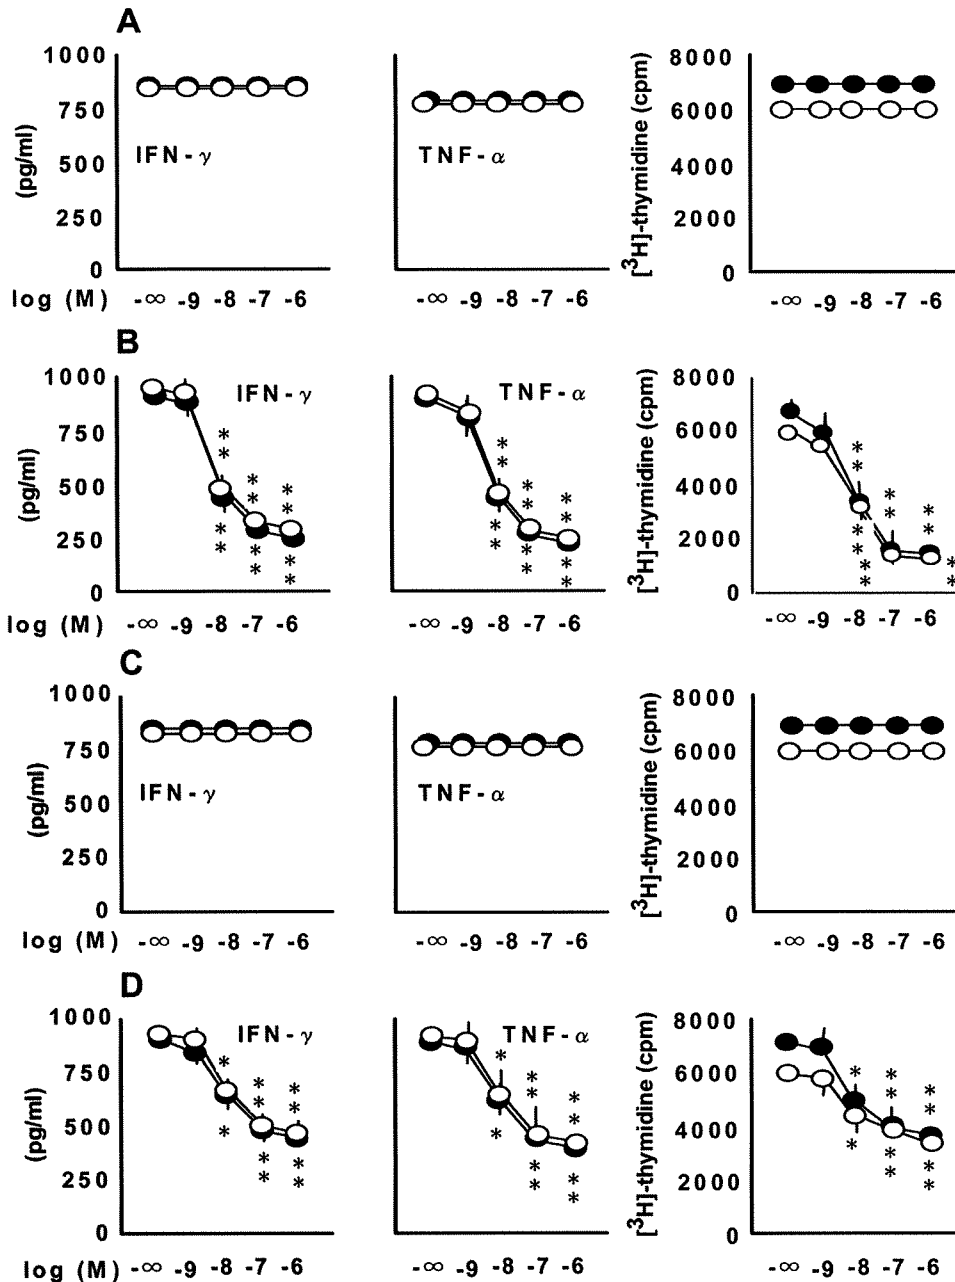 A
1000
750
500
250
0
(pg/ml)
IFN-γ
TNF-α
[³H]-thymidine (cpm)
8000
6000
4000
2000
0
log (M) -∞ -9 -8 -7 -6
-∞ -9 -8 -7 -6
-∞ -9 -8 -7 -6
B
1000
750
500
250
0
(pg/ml)
IFN-γ
** ** **
** ** **
TNF-α
** ** **
** ** **
[³H]-thymidine (cpm)
8000
6000
4000
2000
0
** ** **
** ** **
log (M) -∞ -9 -8 -7 -6
-∞ -9 -8 -7 -6
-∞ -9 -8 -7 -6
C
1000
750
500
250
0
(pg/ml)
IFN-γ
TNF-α
[³H]-thymidine (cpm)
8000
6000
4000
2000
0
log (M) -∞ -9 -8 -7 -6
-∞ -9 -8 -7 -6
-∞ -9 -8 -7 -6
D
1000
750
500
250
0
(pg/ml)
IFN-γ
* ** **
* ** **
TNF-α
* ** **
* ** **
[³H]-thymidine (cpm)
8000
6000
4000
2000
0
* ** **
* ** **
log (M) -∞ -9 -8 -7 -6
-∞ -9 -8 -7 -6
-∞ -9 -8 -7 -6